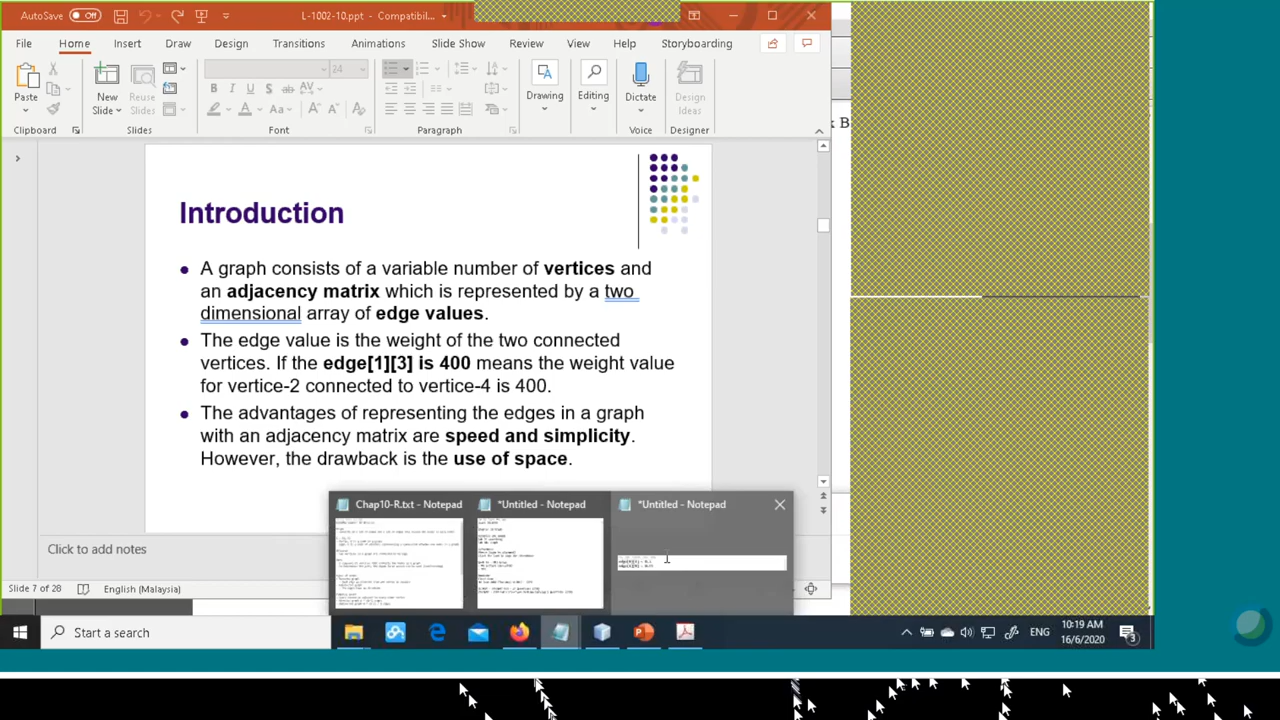 AutoSave Off L-1002-10.ppt - Compatibil...
File Home Insert Draw Design Transitions Animations Slide Show Review View Help Storyboarding
24
Paste New Slide Reuse Slides Drawing Editing Dictate Design Ideas
Clipboard Slides Font Paragraph Voice Designer
k B
Introduction
A graph consists of a variable number of vertices and
an adjacency matrix which is represented by a two
dimensional array of edge values.
The edge value is the weight of the two connected
vertices. If the edge[1][3] is 400 means the weight value
for vertice-2 connected to vertice-4 is 400.
The advantages of representing the edges in a graph
with an adjacency matrix are speed and simplicity.
However, the drawback is the use of space.
Chap10-R.txt - Notepad *Untitled - Notepad *Untitled - Notepad
Click to add notes
Slide 7 of 28 English (Malaysia)
Start a search
ENG 10:19 AM
16/6/2020 3